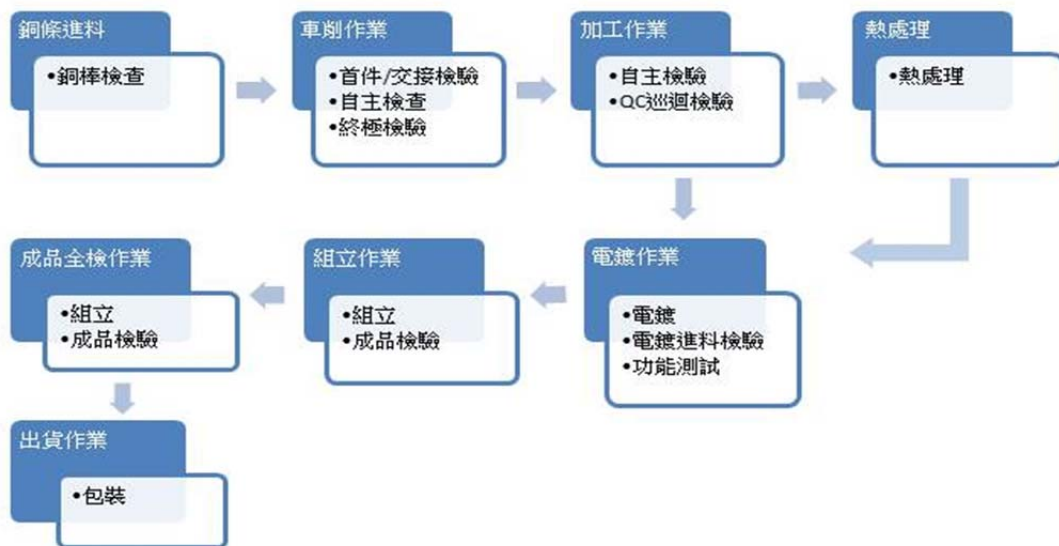 銅條進料
•銅棒檢查
車削作業
•首件/交接檢驗
•自主檢查
•終極檢驗
加工作業
•自主檢驗
•QC巡迴檢驗
熱處理
•熱處理
電鍍作業
•電鍍
•電鍍進料檢驗
•功能測試
組立作業
•組立
•成品檢驗
成品全檢作業
•組立
•成品檢驗
出貨作業
•包裝